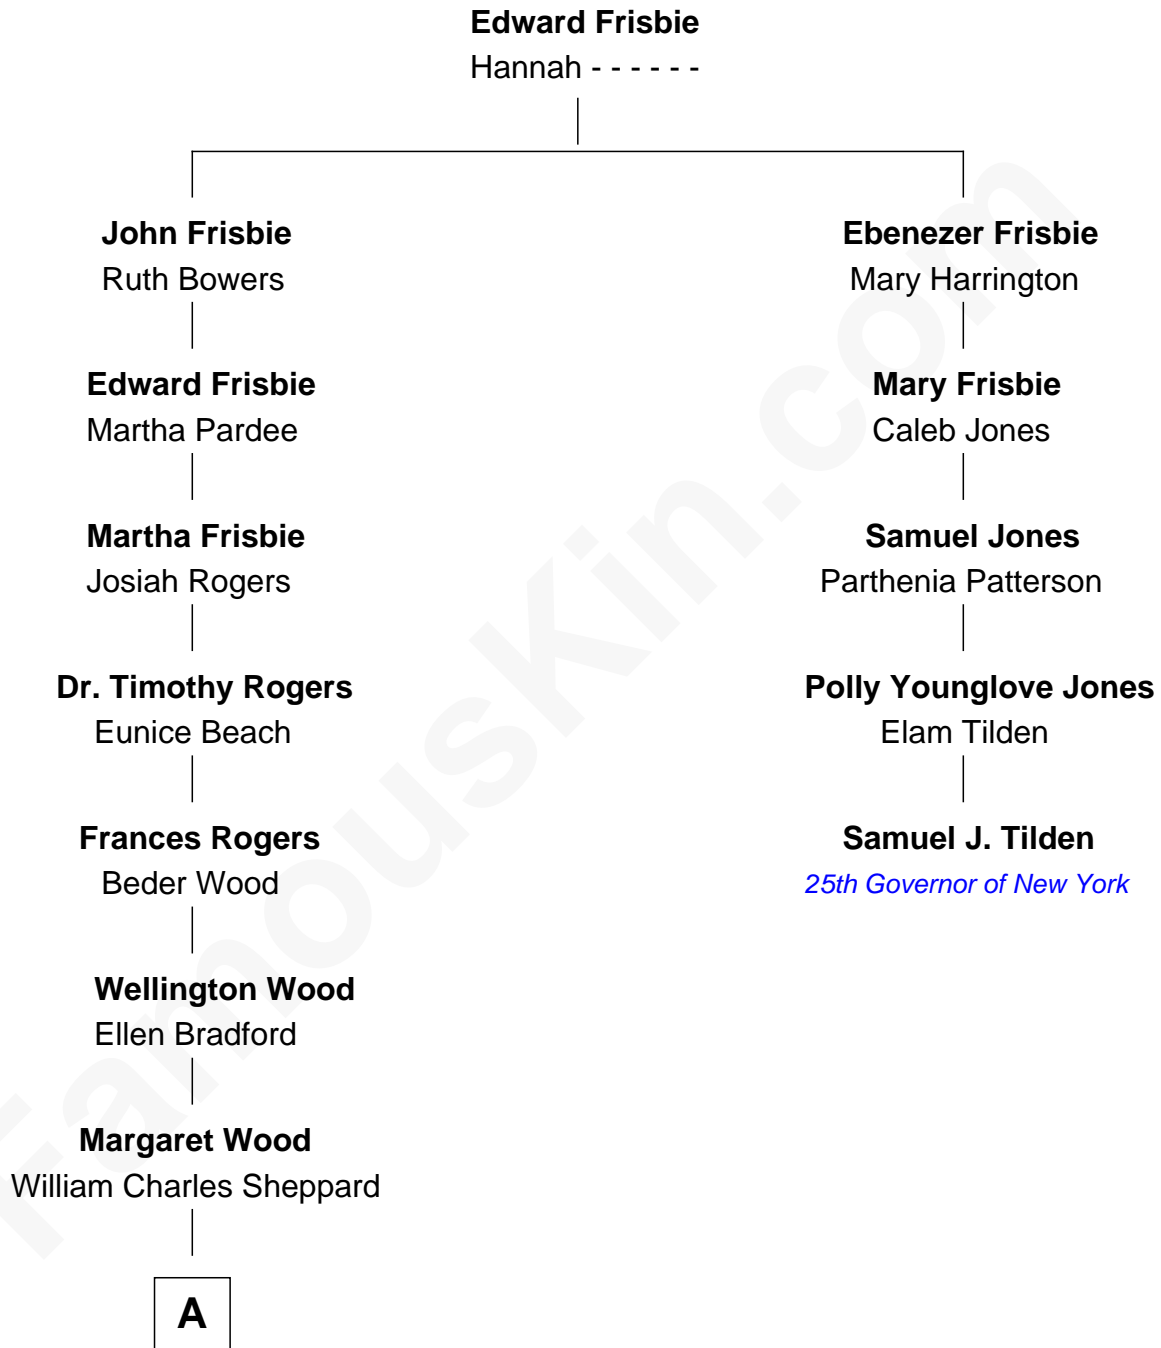 Edward Frisbie
Hannah - - - - - -
John Frisbie
Ruth Bowers
Ebenezer Frisbie
Mary Harrington
Edward Frisbie
Martha Pardee
Mary Frisbie
Caleb Jones
Martha Frisbie
Josiah Rogers
Samuel Jones
Parthenia Patterson
Dr. Timothy Rogers
Eunice Beach
Polly Younglove Jones
Elam Tilden
Frances Rogers
Beder Wood
Samuel J. Tilden
25th Governor of New York
Wellington Wood
Ellen Bradford
Margaret Wood
William Charles Sheppard
A
FamousKin.com